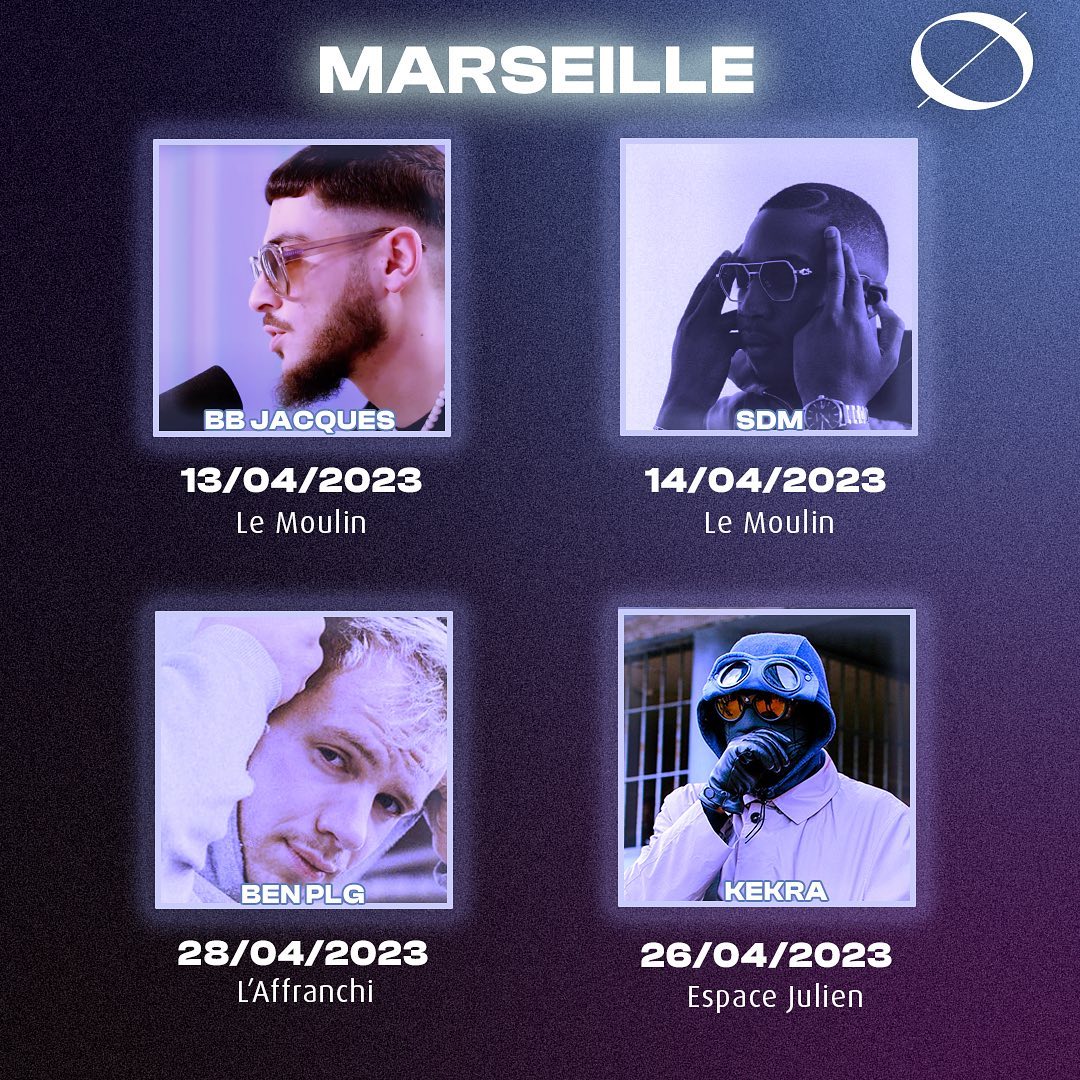 MARSEILLE
BB JACQUES
13/04/2023
Le Moulin
SDM
14/04/2023
Le Moulin
BEN PLG
28/04/2023
L'Affranchi
KEKRA
26/04/2023
Espace Julien